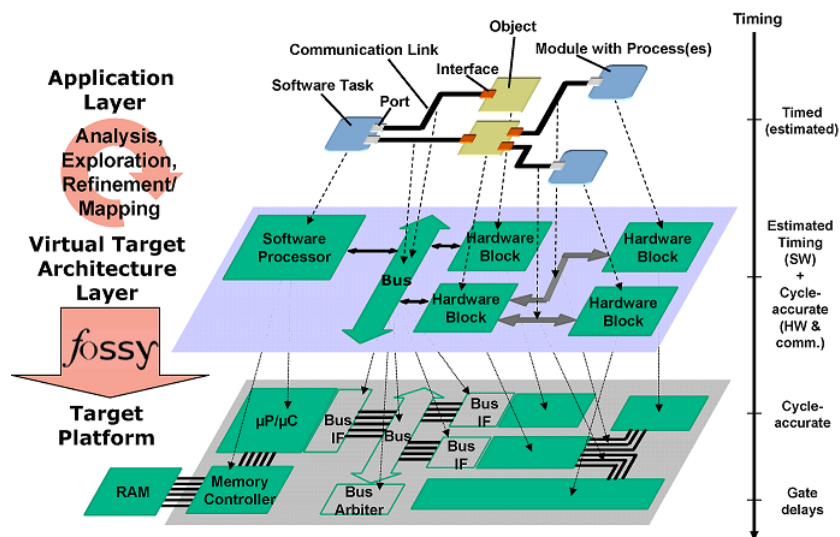 Timing
Object
Communication Link
Module with Process(es)
Interface
Software Task
Port
Application
Layer
Timed
(estimated)
Analysis,
Exploration,
Refinement/
Mapping
Virtual Target
Architecture
Layer
Software
Processor
Bus
Hardware
Block
Hardware
Block
Hardware
Block
Hardware
Block
Estimated
Timing
(SW)
+
Cycle-
accurate
(HW &
comm.)
fossy
Target
Platform
µP/µC
Bus
IF
Bus
Bus
IF
Bus
IF
Cycle-
accurate
RAM
Memory
Controller
Bus
Arbiter
Gate
delays